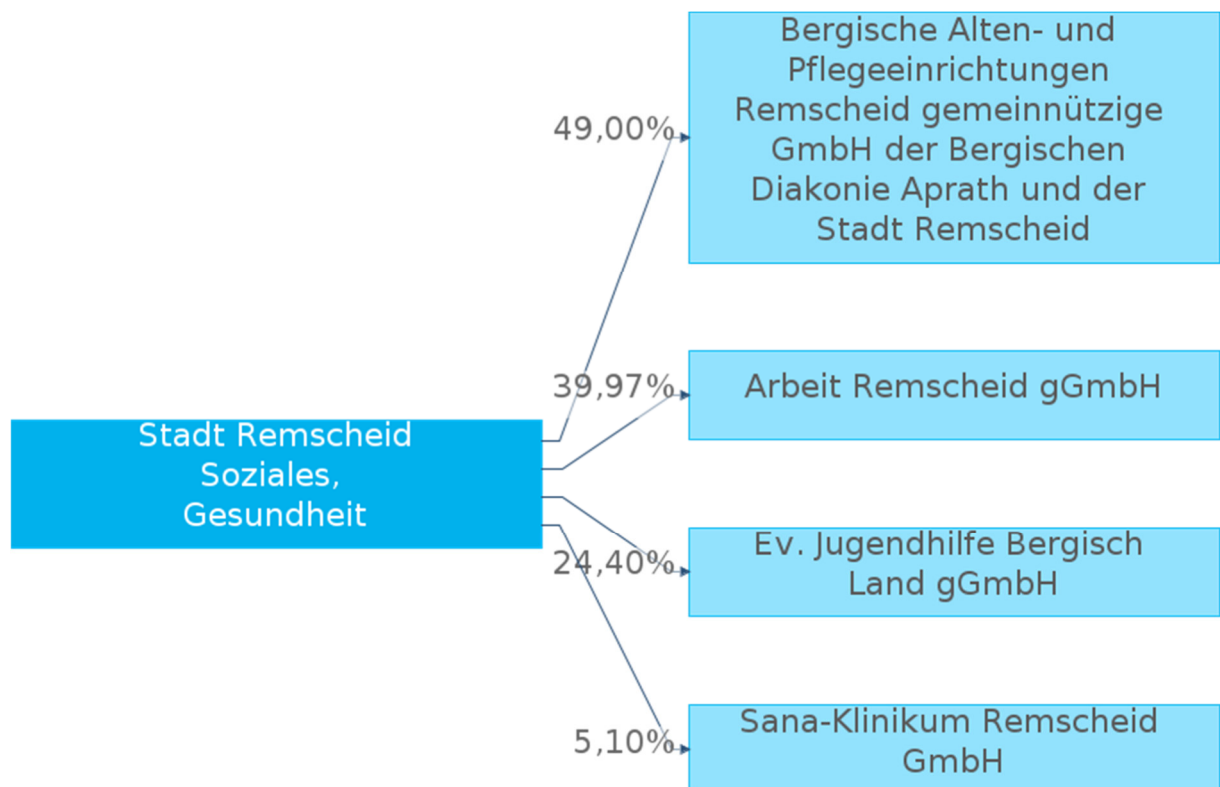 Bergische Alten- und
Pflegeeinrichtungen
Remscheid gemeinnützige
GmbH der Bergischen
Diakonie Aprath und der
Stadt Remscheid
49,00%
Arbeit Remscheid gGmbH
39,97%
Stadt Remscheid
Soziales,
Gesundheit
Ev. Jugendhilfe Bergisch
Land gGmbH
24,40%
Sana-Klinikum Remscheid
GmbH
5,10%